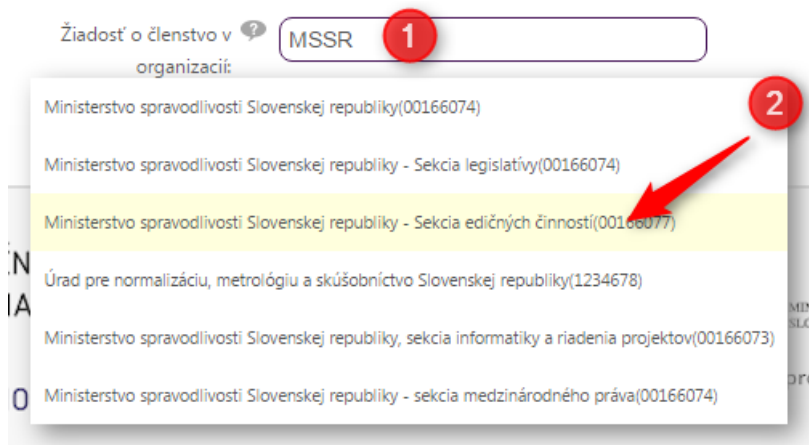 Žiadosť o členstvo v
organizacií:
MSSR
1
Ministerstvo spravodlivosti Slovenskej republiky(00166074)
2
Ministerstvo spravodlivosti Slovenskej republiky - Sekcia legislatívy(00166074)
Ministerstvo spravodlivosti Slovenskej republiky - Sekcia edičných činností(00166077)
Úrad pre normalizáciu, metrológiu a skúšobníctvo Slovenskej republiky(1234678)
Ministerstvo spravodlivosti Slovenskej republiky, sekcia informatiky a riadenia projektov(00166073)
Ministerstvo spravodlivosti Slovenskej republiky - sekcia medzinárodného práva(00166074)